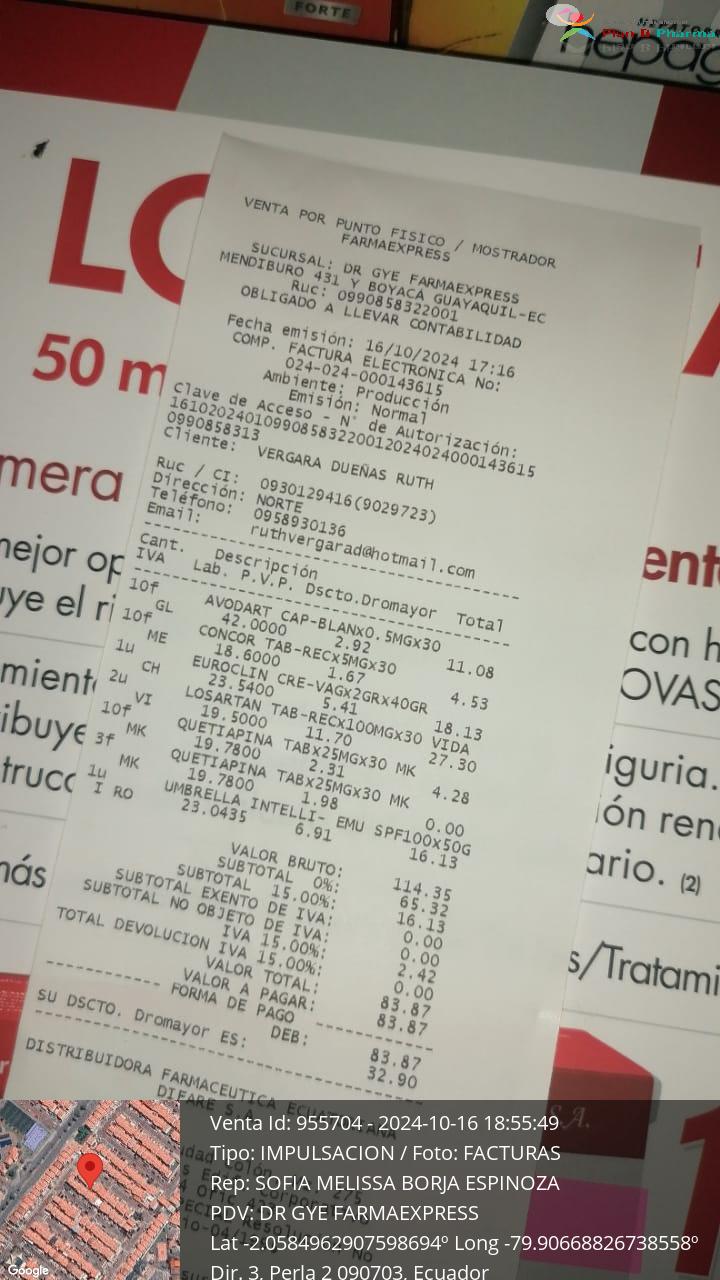 FORTE
Plan B Pharma
LO
50 m
mera
VENTA POR PUNTO FISICO / MOSTRADOR
FARMAEXPRESS
SUCURSAL: DR GYE FARMAEXPRESS
MENDIBURO 431 Y BOYACA GUAYAQUIL-EC
Ruc: 0990858322001
OBLIGADO A LLEVAR CONTABILIDAD
Fecha emisión: 16/10/2024 17:16
COMP. FACTURA ELECTRONICA No:
024-024-000143615
Ambiente: Producción
Emisión: Normal
Clave de Acceso - N° de Autorización:
161020240109908583220012024024000143615
0990858313
Cliente: VERGARA DUEÑAS RUTH
Ruc / CI: 0930129416(9029723)
Dirección: NORTE
Teléfono: 0958930136
Email: ruthvergarad@hotmail.com
Cant. Descripción
IVA Lab. P.V.P. Dscto.Dromayor Total
10f AVODART CAP-BLANx0.5MGx30
GL 42.0000 2.92 11.08
10f CONCOR TAB-RECx5MGx30
ME 18.6000 1.67 4.53
1u EUROCLIN CRE-VAGx2GRx40GR
CH 23.5400 5.41 18.13
2u LOSARTAN TAB-RECx100MGx30 VIDA
VI 19.5000 11.70 27.30
10f QUETIAPINA TABx25MGx30 MK
MK 19.7800 2.31 4.28
3f QUETIAPINA TABx25MGx30 MK
MK 19.7800 1.98 0.00
1u UMBRELLA INTELLI- EMU SPF100x50G
I RO 23.0435 6.91 16.13
VALOR BRUTO: 114.35
SUBTOTAL 0%: 65.32
SUBTOTAL 15.00%: 16.13
SUBTOTAL EXENTO DE IVA: 0.00
SUBTOTAL NO OBJETO DE IVA: 0.00
IVA 15.00%: 2.42
TOTAL DEVOLUCION IVA 15.00%: 0.00
VALOR TOTAL: 83.87
VALOR A PAGAR: 83.87
FORMA DE PAGO
DEB: 83.87
SU DSCTO. Dromayor ES: 32.90
DISTRIBUIDORA FARMACEUTICA ECUATORIANA
DIFARE S.A.
con h
OVAS
iguria.
ión ren
ario. (2)
s/Tratami
Venta Id: 955704 - 2024-10-16 18:55:49
Tipo: IMPULSACION / Foto: FACTURAS
Rep: SOFIA MELISSA BORJA ESPINOZA
PDV: DR GYE FARMAEXPRESS
Lat -2.0584962907598694º Long -79.90668826738558º
Dir. 3, Perla 2 090703, Ecuador
Google